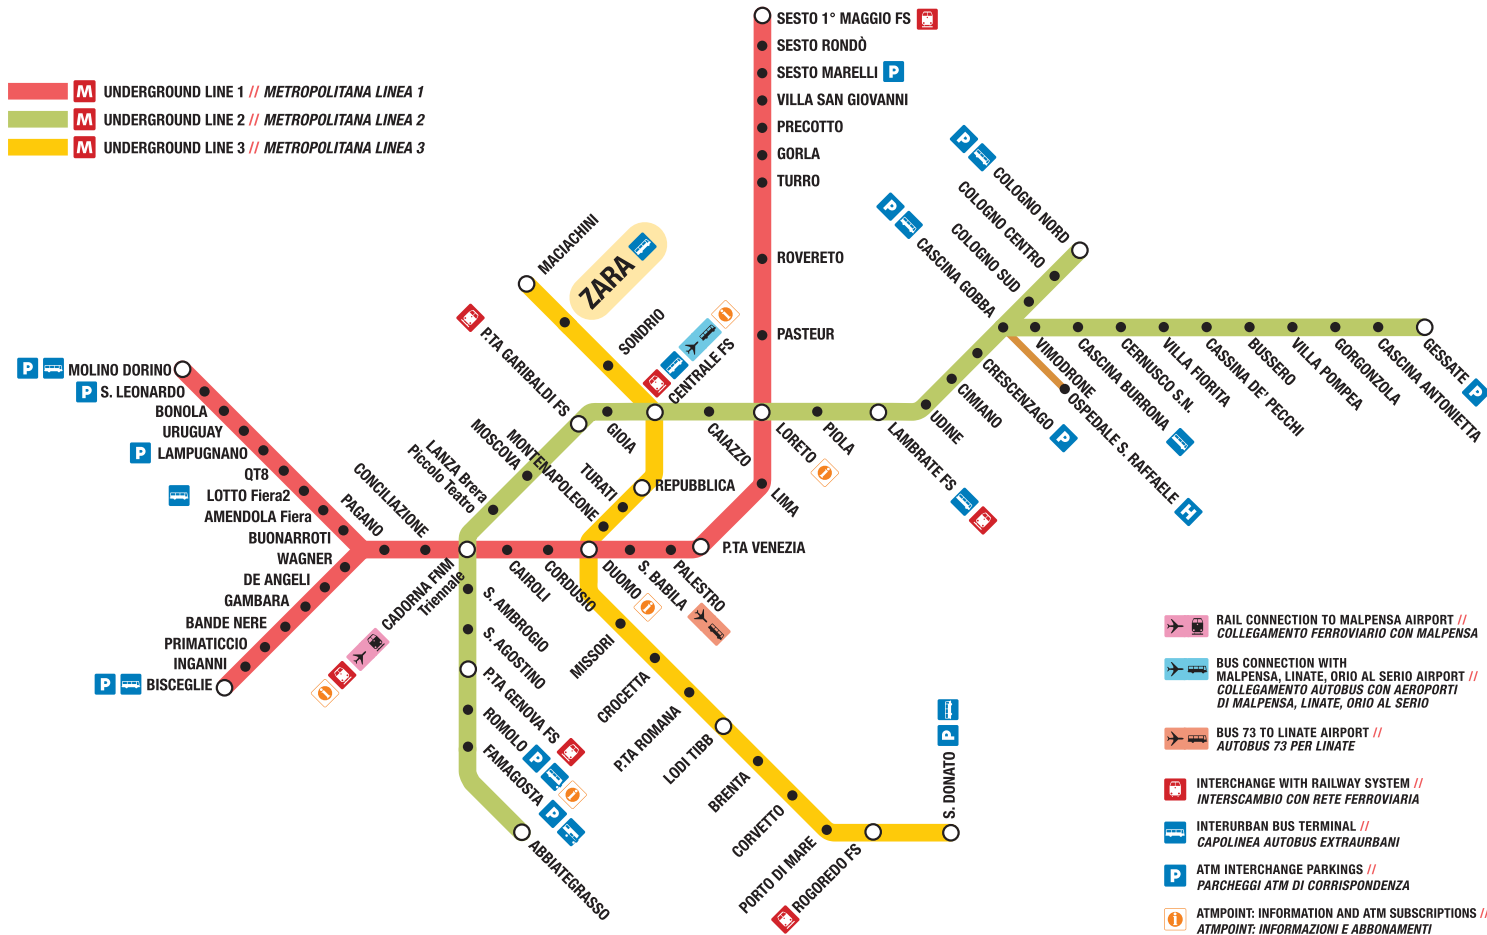 SESTO 1° MAGGIO FS
SESTO RONDÒ
SESTO MARELLI P
VILLA SAN GIOVANNI
PRECOTTO
GORLA
TURRO
ROVERETO
PASTEUR
M UNDERGROUND LINE 1 // METROPOLITANA LINEA 1
M UNDERGROUND LINE 2 // METROPOLITANA LINEA 2
M UNDERGROUND LINE 3 // METROPOLITANA LINEA 3
MACIACHINI
ZARA
SONDRIO
P.TA GARIBALDI FS
CENTRALE FS
i
P
COLOGNO NORD
COLOGNO CENTRO
COLOGNO SUD
P
CASCINA GOBBA
VIMODRONE
CASCINA BURRONA
CERNUSCO S.N.
VILLA FIORITA
CASSINA DE' PECCHI
BUSSERO
VILLA POMPEA
GORGONZOLA
CASCINA ANTONIETTA
GESSATE P
OSPEDALE S. RAFFAELE H
CRESCENZAGO P
CIMIANO
UDINE
LAMBRATE FS
PIOLA
LORETO i
CAIAZZO
GIOIA
LIMA
P MOLINO DORINO
P S. LEONARDO
BONOLA
URUGUAY
P LAMPUGNANO
QT8
LOTTO Fiera2
AMENDOLA Fiera
BUONARROTI
WAGNER
DE ANGELI
GAMBARA
BANDE NERE
PRIMATICCIO
INGANNI
P BISCEGLIE
PAGANO
CONCILIAZIONE
LANZA Brera
Piccolo Teatro
MOSCOVA
MONTENAPOLEONE
TURATI
REPUBBLICA
P.TA VENEZIA
CADORNA FNM
Triennale
i
CAIROLI
CORDUSIO
DUOMO i
S. BABILA
PALESTRO
S. AMBROGIO
S. AGOSTINO
P.TA GENOVA FS
ROMOLO P i
FAMAGOSTA P
ABBIATEGRASSO
MISSORI
CROCETTA
P.TA ROMANA
LODI TIBB
BRENTA
CORVETTO
PORTO DI MARE
ROGOREDO FS
S. DONATO P
RAIL CONNECTION TO MALPENSA AIRPORT //
COLLEGAMENTO FERROVIARIO CON MALPENSA
BUS CONNECTION WITH
MALPENSA, LINATE, ORIO AL SERIO AIRPORT //
COLLEGAMENTO AUTOBUS CON AEROPORTI
DI MALPENSA, LINATE, ORIO AL SERIO
BUS 73 TO LINATE AIRPORT //
AUTOBUS 73 PER LINATE
INTERCHANGE WITH RAILWAY SYSTEM //
INTERSCAMBIO CON RETE FERROVIARIA
INTERURBAN BUS TERMINAL //
CAPOLINEA AUTOBUS EXTRAURBANI
P ATM INTERCHANGE PARKINGS //
PARCHEGGI ATM DI CORRISPONDENZA
i ATMPOINT: INFORMATION AND ATM SUBSCRIPTIONS //
ATMPOINT: INFORMAZIONI E ABBONAMENTI